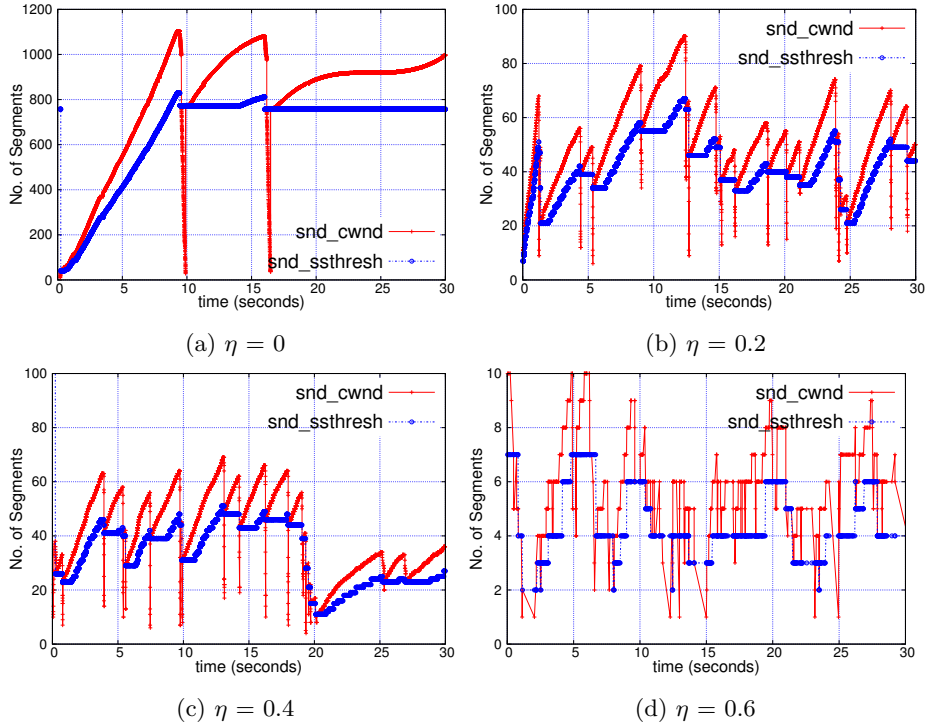 1200
1000
800
600
400
200
0
No. of Segments
snd_cwnd
snd_ssthresh
0 5 10 15 20 25 30
time (seconds)
(a) η = 0
100
80
60
40
20
0
No. of Segments
snd_cwnd
snd_ssthresh
0 5 10 15 20 25 30
time (seconds)
(b) η = 0.2
100
80
60
40
20
0
No. of Segments
snd_cwnd
snd_ssthresh
0 5 10 15 20 25 30
time (seconds)
(c) η = 0.4
10
8
6
4
2
0
No. of Segments
snd_cwnd
snd_ssthresh
0 5 10 15 20 25 30
time (seconds)
(d) η = 0.6